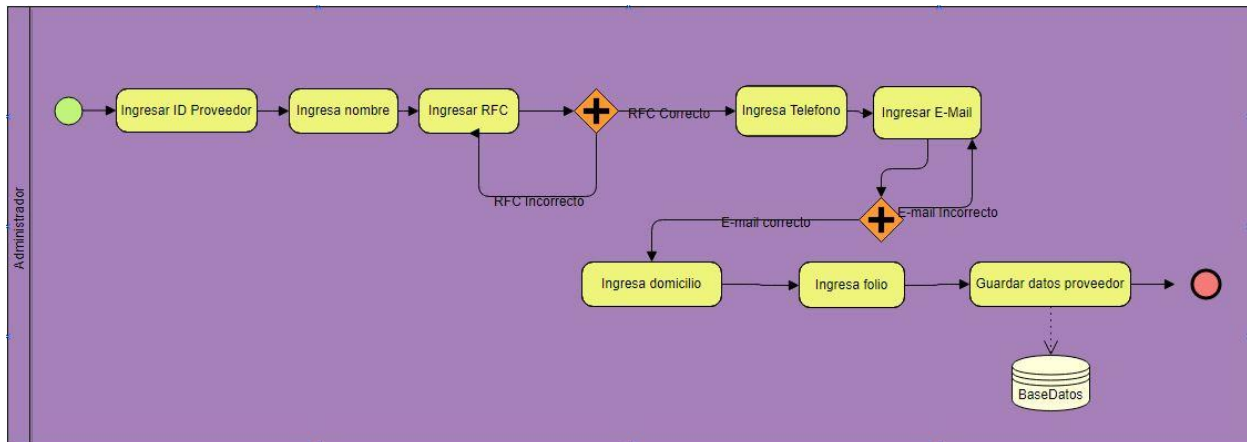 Administrador
Ingresar ID Proveedor
Ingresa nombre
Ingresar RFC
RFC Correcto
Ingresa Telefono
Ingresar E-Mail
RFC Incorrecto
E-mail Incorrecto
E-mail correcto
Ingresa domicilio
Ingresa folio
Guardar datos proveedor
BaseDatos